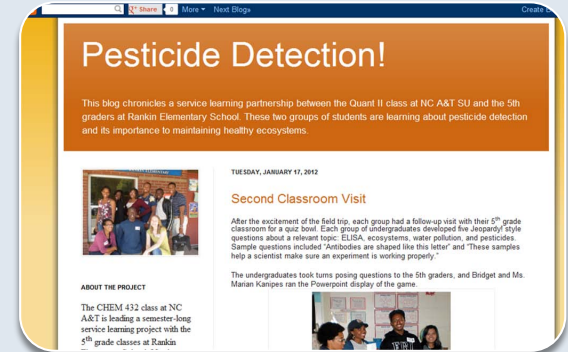 Share 0 More Next Blog»
Pesticide Detection!
This blog chronicles a service learning partnership between the Quant II class at NC A&T SU and the 5th
graders at Rankin Elementary School. These two groups of students are learning about pesticide detection
and its importance to maintaining healthy ecosystems.
TUESDAY, JANUARY 17, 2012
Second Classroom Visit
After the excitement of the field trip, each group had a follow-up visit with their 5th grade
classroom for a quiz bowl. Each group of undergraduates developed five Jeopardy! style
questions about a relevant topic: ELISA, ecosystems, water pollution, and pesticides.
Sample questions included "Antibodies are shaped like this letter" and "These samples
help a scientist make sure an experiment is working properly."
The undergraduates took turns posing questions to the 5th graders, and Bridget and Ms.
Marian Kanipes ran the Powerpoint display of the game.
ABOUT THE PROJECT
The CHEM 432 class at NC
A&T is leading a semester-long
service learning project with the
5th grade classes at Rankin